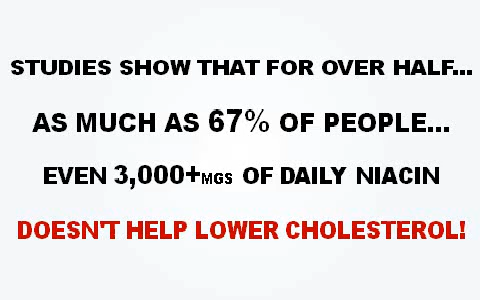 STUDIES SHOW THAT FOR OVER HALF...
AS MUCH AS 67% OF PEOPLE...
EVEN 3,000+MGS OF DAILY NIACIN
DOESN'T HELP LOWER CHOLESTEROL!